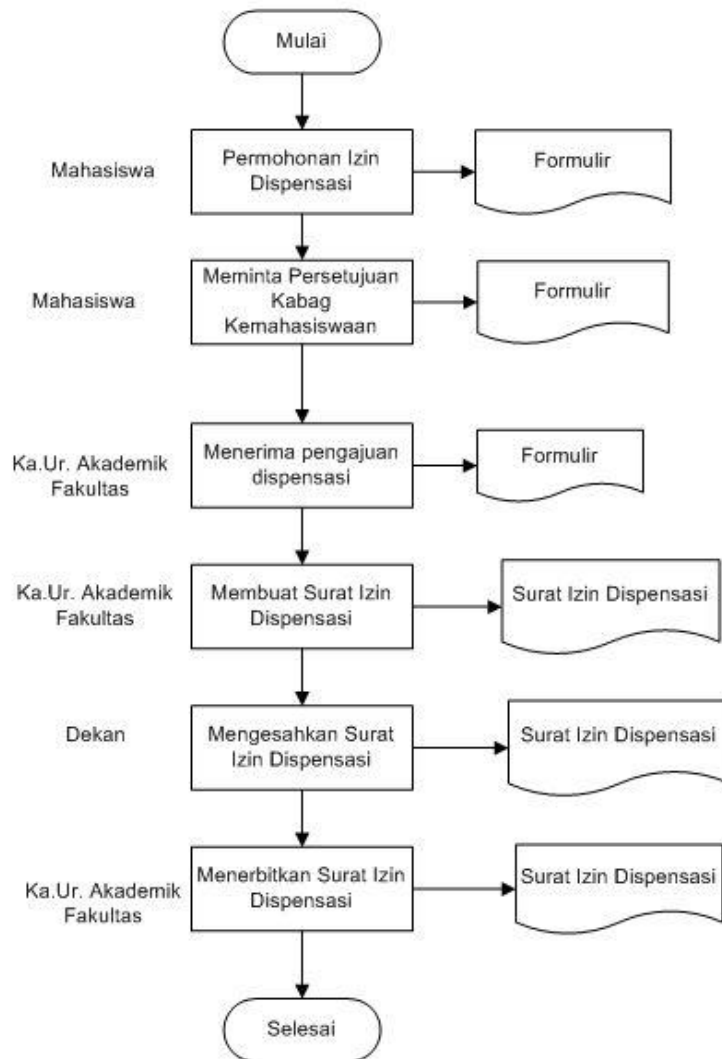 Mulai
Mahasiswa
Permohonan Izin
Dispensasi
Formulir
Mahasiswa
Meminta Persetujuan
Kabag
Kemahasiswaan
Formulir
Ka.Ur. Akademik
Fakultas
Menerima pengajuan
dispensasi
Formulir
Ka.Ur. Akademik
Fakultas
Membuat Surat Izin
Dispensasi
Surat Izin Dispensasi
Dekan
Mengesahkan Surat
Izin Dispensasi
Surat Izin Dispensasi
Ka.Ur. Akademik
Fakultas
Menerbitkan Surat Izin
Dispensasi
Surat Izin Dispensasi
Selesai